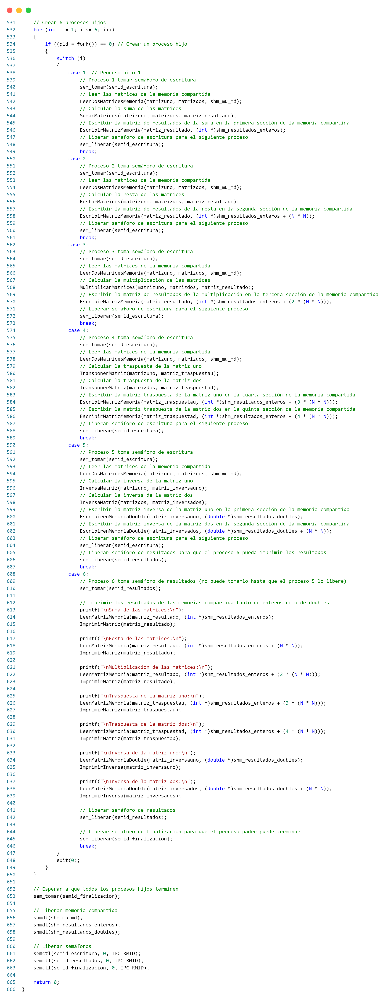 531 // Crear 6 procesos hijos
532 for (int i = 1; i <= 6; i++)
533 {
534 if ((pid = fork()) == 0) // Crear un proceso hijo
535 {
536 switch (i)
537 {
538 case 1: // Proceso hijo 1
539 // Proceso 1 tomar semaforo de escritura
540 sem_tomar(semid_escritura);
541 // Leer las matrices de la memoria compartida
542 LeerDosMatricesMemoria(matrizuno, matrizdos, shm_mu_md);
543 // Calcular la suma de las matrices
544 SumarMatrices(matrizuno, matrizdos, matriz_resultado);
545 // Escribir la matriz de resultados de la suma en la primera sección de la memoria compartida
546 EscribirMatrizMemoria(matriz_resultado, (int *)shm_resultados_enteros);
547 // Liberar semaforo de escritura para el siguiente proceso
548 sem_liberar(semid_escritura);
549 break;
550 case 2:
551 // Proceso 2 toma semáforo de escritura
552 sem_tomar(semid_escritura);
553 // Leer las matrices de la memoria compartida
554 LeerDosMatricesMemoria(matrizuno, matrizdos, shm_mu_md);
555 // Calcular la resta de las matrices
556 RestarMatrices(matrizuno, matrizdos, matriz_resultado);
557 // Escribir la matriz de resultados de la resta en la segunda sección de la memoria compartida
558 EscribirMatrizMemoria(matriz_resultado, (int *)shm_resultados_enteros + (N * N));
559 // Liberar semáforo de escritura para el siguiente proceso
560 sem_liberar(semid_escritura);
561 break;
562 case 3:
563 // Proceso 3 toma semáforo de escritura
564 sem_tomar(semid_escritura);
565 // Leer las matrices de la memoria compartida
566 LeerDosMatricesMemoria(matrizuno, matrizdos, shm_mu_md);
567 // Calcular la multiplicación de las matrices
568 MultiplicarMatrices(matrizuno, matrizdos, matriz_resultado);
569 // Escribir la matriz de resultados de la multiplicación en la tercera sección de la memoria compartida
570 EscribirMatrizMemoria(matriz_resultado, (int *)shm_resultados_enteros + (2 * (N * N)));
571 // Liberar semáforo de escritura para el siguiente proceso
572 sem_liberar(semid_escritura);
573 break;
574 case 4:
575 // Proceso 4 toma semáforo de escritura
576 sem_tomar(semid_escritura);
577 // Leer las matrices de la memoria compartida
578 LeerDosMatricesMemoria(matrizuno, matrizdos, shm_mu_md);
579 // Calcular la traspuesta de la matriz uno
580 TransponerMatriz(matrizuno, matriz_traspuestau);
581 // Calcular la traspuesta de la matriz dos
582 TransponerMatriz(matrizdos, matriz_traspuestad);
583 // Escribir la matriz traspuesta de la matriz uno en la cuarta sección de la memoria compartida
584 EscribirMatrizMemoria(matriz_traspuestau, (int *)shm_resultados_enteros + (3 * (N * N)));
585 // Escribir la matriz traspuesta de la matriz dos en la quinta sección de la memoria compartida
586 EscribirMatrizMemoria(matriz_traspuestad, (int *)shm_resultados_enteros + (4 * (N * N)));
587 // Liberar semáforo de escritura para el siguiente proceso
588 sem_liberar(semid_escritura);
589 break;
590 case 5:
591 // Proceso 5 toma semáforo de escritura
592 sem_tomar(semid_escritura);
593 // Leer las matrices de la memoria compartida
594 LeerDosMatricesMemoria(matrizuno, matrizdos, shm_mu_md);
595 // Calcular la inversa de la matriz uno
596 InversaMatriz(matrizuno, matriz_inversauno);
597 // Calcular la inversa de la matriz dos
598 InversaMatriz(matrizdos, matriz_inversados);
599 // Escribir la matriz inversa de la matriz uno en la primera sección de la memoria compartida
600 EscribirenMemoriaDouble(matriz_inversauno, (double *)shm_resultados_doubles);
601 // Escribir la matriz inversa de la matriz dos en la segunda sección de la memoria compartida
602 EscribirenMemoriaDouble(matriz_inversados, (double *)shm_resultados_doubles + (N * N));
603 // Liberar semáforo de escritura para el siguiente proceso
604 sem_liberar(semid_escritura);
605 // Liberar semáforo de resultados para que el proceso 6 pueda imprimir los resultados
606 sem_liberar(semid_resultados);
607 break;
608 case 6:
609 // Proceso 6 toma semáforo de resultados (no puede tomarlo hasta que el proceso 5 lo libere)
610 sem_tomar(semid_resultados);
611
612 // Imprimir los resultados de las memorias compartida tanto de enteros como de doubles
613 printf("\nSuma de las matrices:\n");
614 LeerMatrizMemoria(matriz_resultado, (int *)shm_resultados_enteros);
615 ImprimirMatriz(matriz_resultado);
616
617 printf("\nResta de las matrices:\n");
618 LeerMatrizMemoria(matriz_resultado, (int *)shm_resultados_enteros + (N * N));
619 ImprimirMatriz(matriz_resultado);
620
621 printf("\nMultiplicacion de las matrices:\n");
622 LeerMatrizMemoria(matriz_resultado, (int *)shm_resultados_enteros + (2 * (N * N)));
623 ImprimirMatriz(matriz_resultado);
624
625 printf("\nTraspuesta de la matriz uno:\n");
626 LeerMatrizMemoria(matriz_traspuestau, (int *)shm_resultados_enteros + (3 * (N * N)));
627 ImprimirMatriz(matriz_traspuestau);
628
629 printf("\nTraspuesta de la matriz dos:\n");
630 LeerMatrizMemoria(matriz_traspuestad, (int *)shm_resultados_enteros + (4 * (N * N)));
631 ImprimirMatriz(matriz_traspuestad);
632
633 printf("\nInversa de la matriz uno:\n");
634 LeerMatrizMemoriaDouble(matriz_inversauno, (double *)shm_resultados_doubles);
635 ImprimirInversa(matriz_inversauno);
636
637 printf("\nInversa de la matriz dos:\n");
638 LeerMatrizMemoriaDouble(matriz_inversados, (double *)shm_resultados_doubles + (N * N));
639 ImprimirInversa(matriz_inversados);
640
641 // Liberar semáforo de resultados
642 sem_liberar(semid_resultados);
643
644 // Liberar semáforo de finalización para que el proceso padre puede terminar
645 sem_liberar(semid_finalizacion);
646 break;
647 }
648 exit(0);
649 }
650 }
651
652 // Esperar a que todos los procesos hijos terminen
653 sem_tomar(semid_finalizacion);
654
655 // Liberar memoria compartida
656 shmdt(shm_mu_md);
657 shmdt(shm_resultados_enteros);
658 shmdt(shm_resultados_doubles);
659
660 // Liberar semáforos
661 semctl(semid_escritura, 0, IPC_RMID);
662 semctl(semid_resultados, 0, IPC_RMID);
663 semctl(semid_finalizacion, 0, IPC_RMID);
664
665 return 0;
666 }